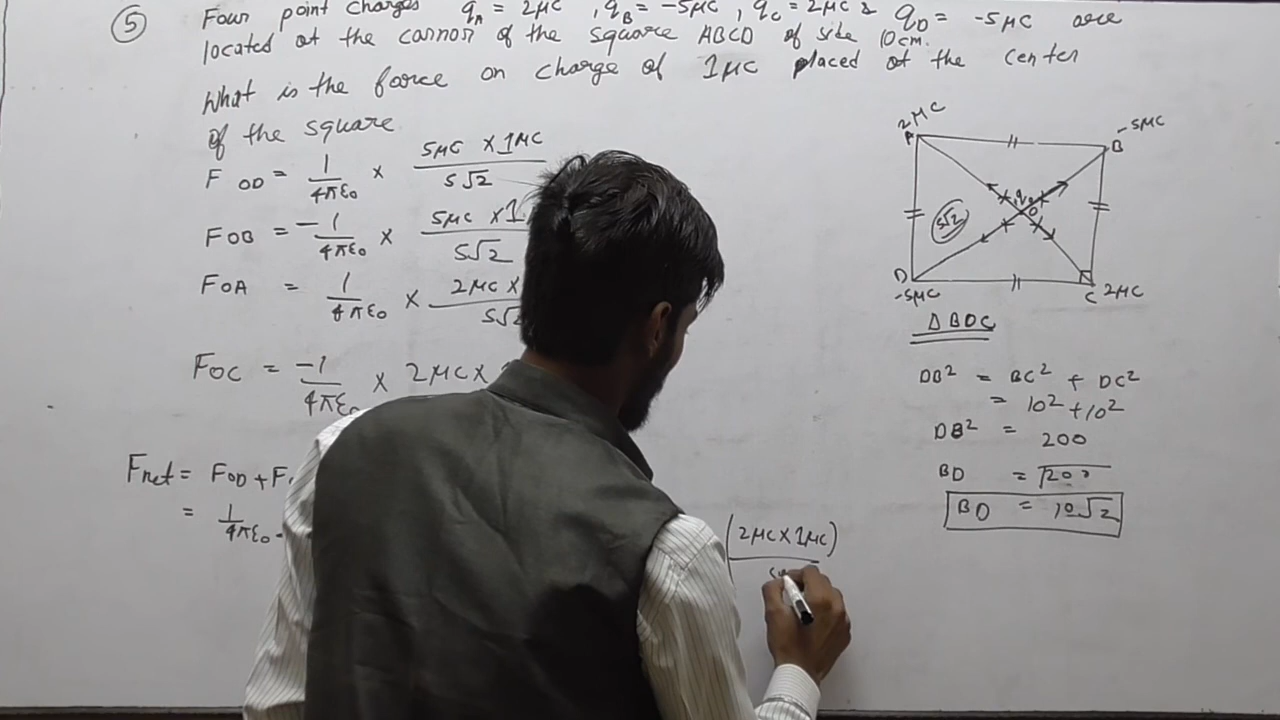 5 Four point charges qA = 2μC , qB = -5μC , qC = 2μC & qD = -5μC are
located at the cornor of the square ABCD of side 10cm.
What is the force on charge of 1μC placed at the center
of the square
F OD = 1/4πε0 × 5μC × 1μC / 5√2
FOB = -1/4πε0 × 5μC × 1 / 5√2
FOA = 1/4πε0 × 2μC × / 5√2
FOC = -1/4πε0 × 2μC ×
Fnet = FOD + F
= 1/4πε0
(2μC × 1μC)
2μC
A
-5μC
B
q0
O
5√2
D
-5μC
C 2μC
Δ BDC
DB² = BC² + DC²
= 10² + 10²
DB² = 200
BD = √200
BD = 10√2